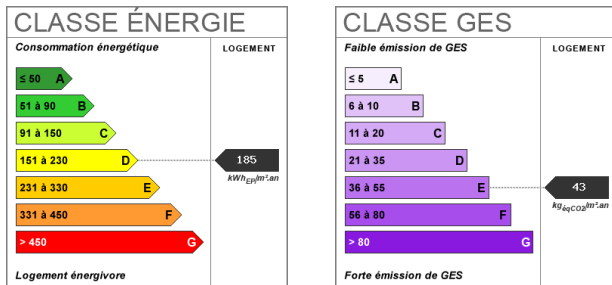 CLASSE ÉNERGIE
Consommation énergétique
LOGEMENT
≤ 50 A
51 à 90 B
91 à 150 C
151 à 230 D
185
kWhEP/m².an
231 à 330 E
331 à 450 F
> 450 G
Logement énergivore
CLASSE GES
Faible émission de GES
LOGEMENT
≤ 5 A
6 à 10 B
11 à 20 C
21 à 35 D
36 à 55 E
43
kgéqCO2/m².an
56 à 80 F
> 80 G
Forte émission de GES